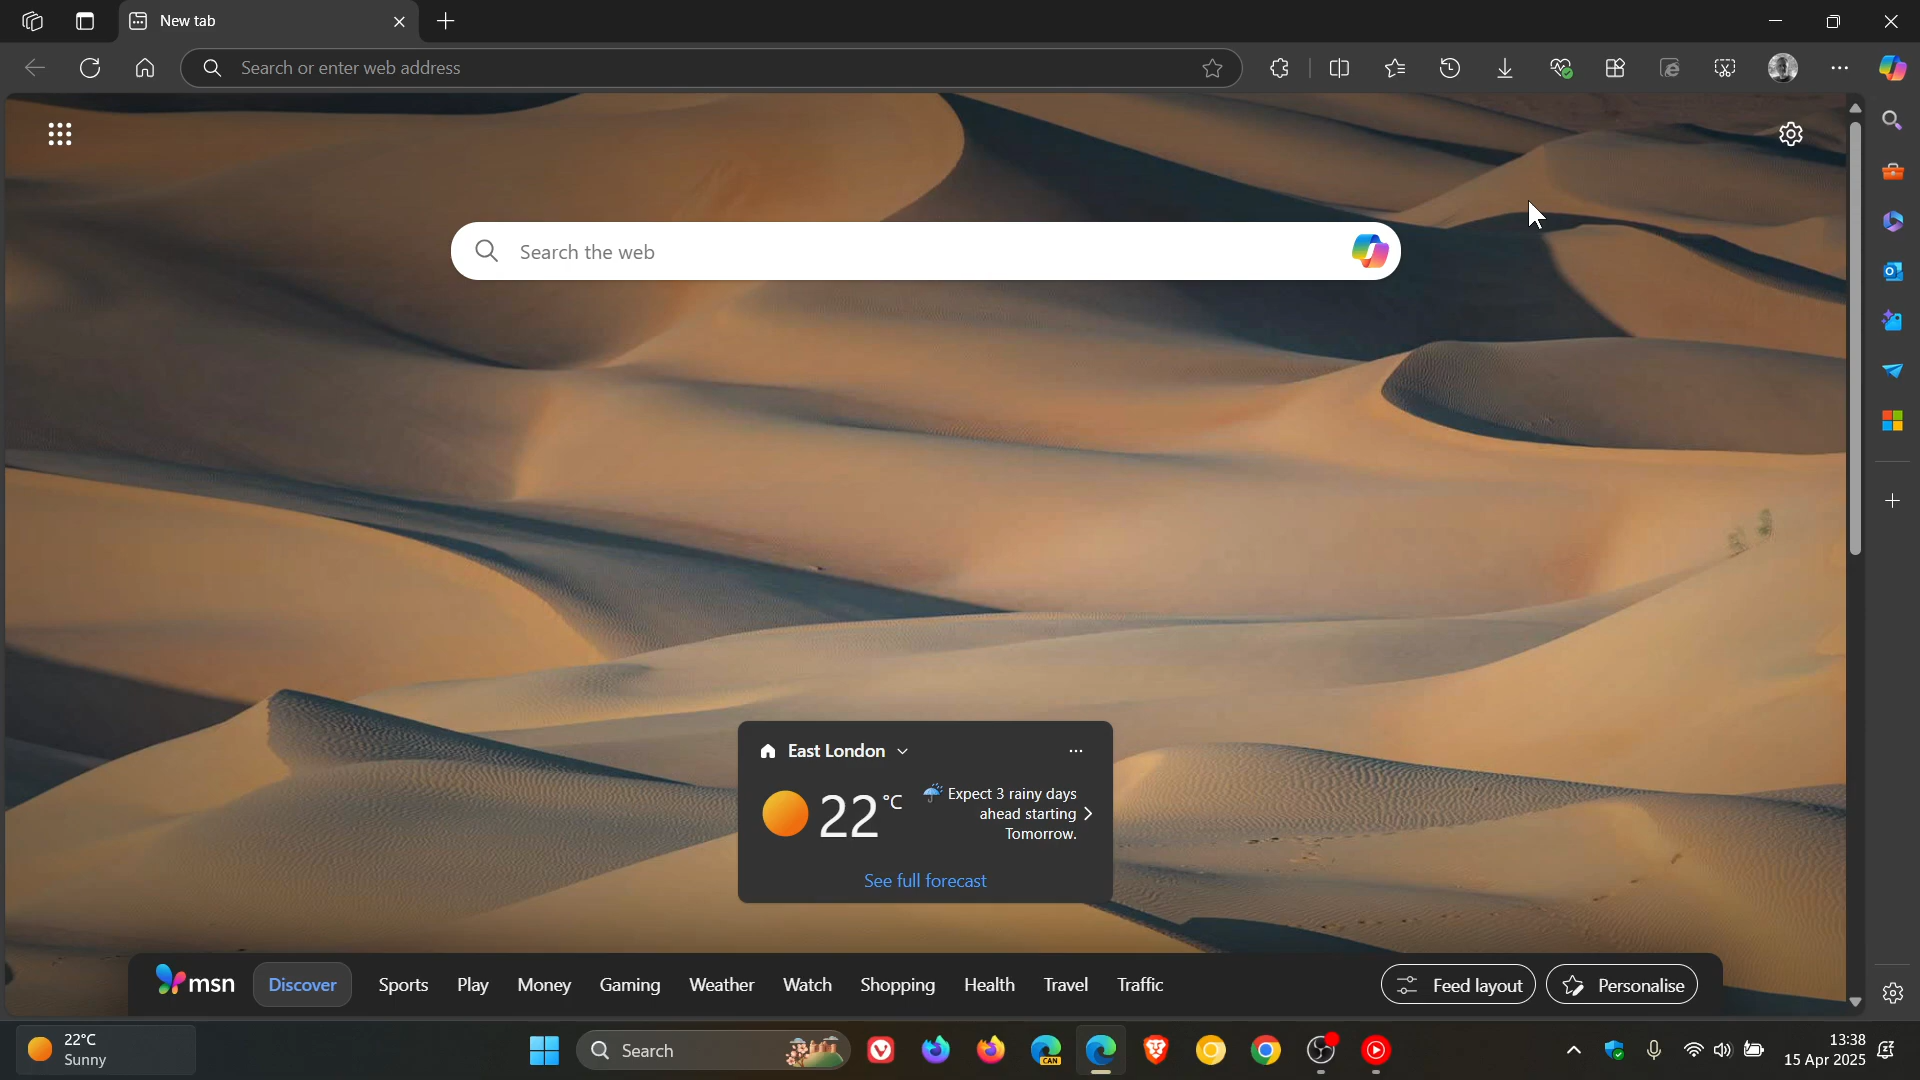 New tab
Search or enter web address
Search the web
East London
22 °C
Expect 3 rainy days
ahead starting
Tomorrow.
See full forecast
msn Discover Sports Play Money Gaming Weather Watch Shopping Health Travel Traffic Feed layout Personalise
22°C
Sunny
Search
CAN
13:38
15 Apr 2025